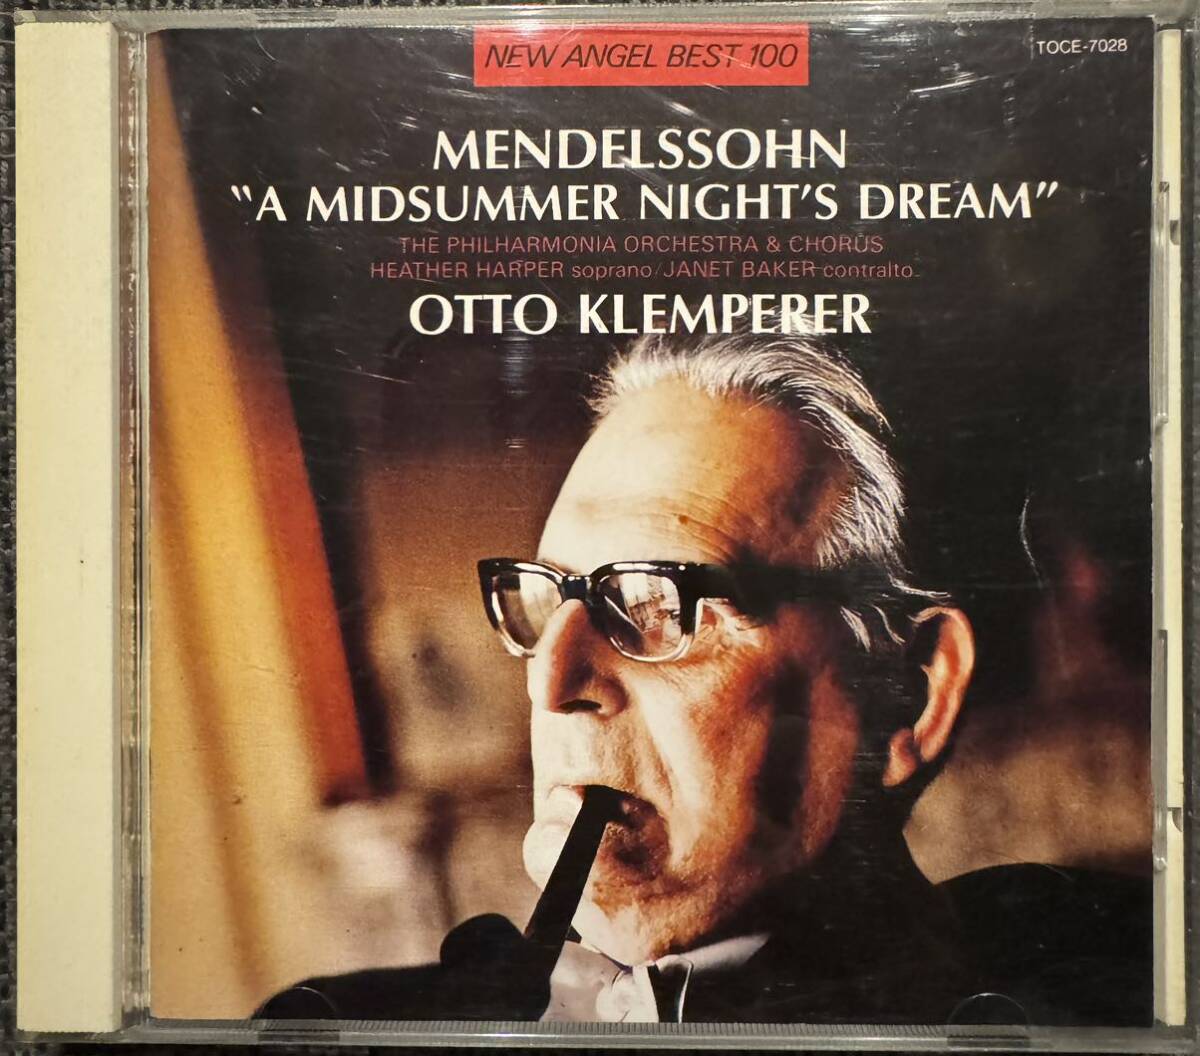 NEW ANGEL BEST 100
TOCE-7028
MENDELSSOHN
"A MIDSUMMER NIGHT'S DREAM"
THE PHILHARMONIA ORCHESTRA & CHORUS
HEATHER HARPER soprano/JANET BAKER contralto
OTTO KLEMPERER